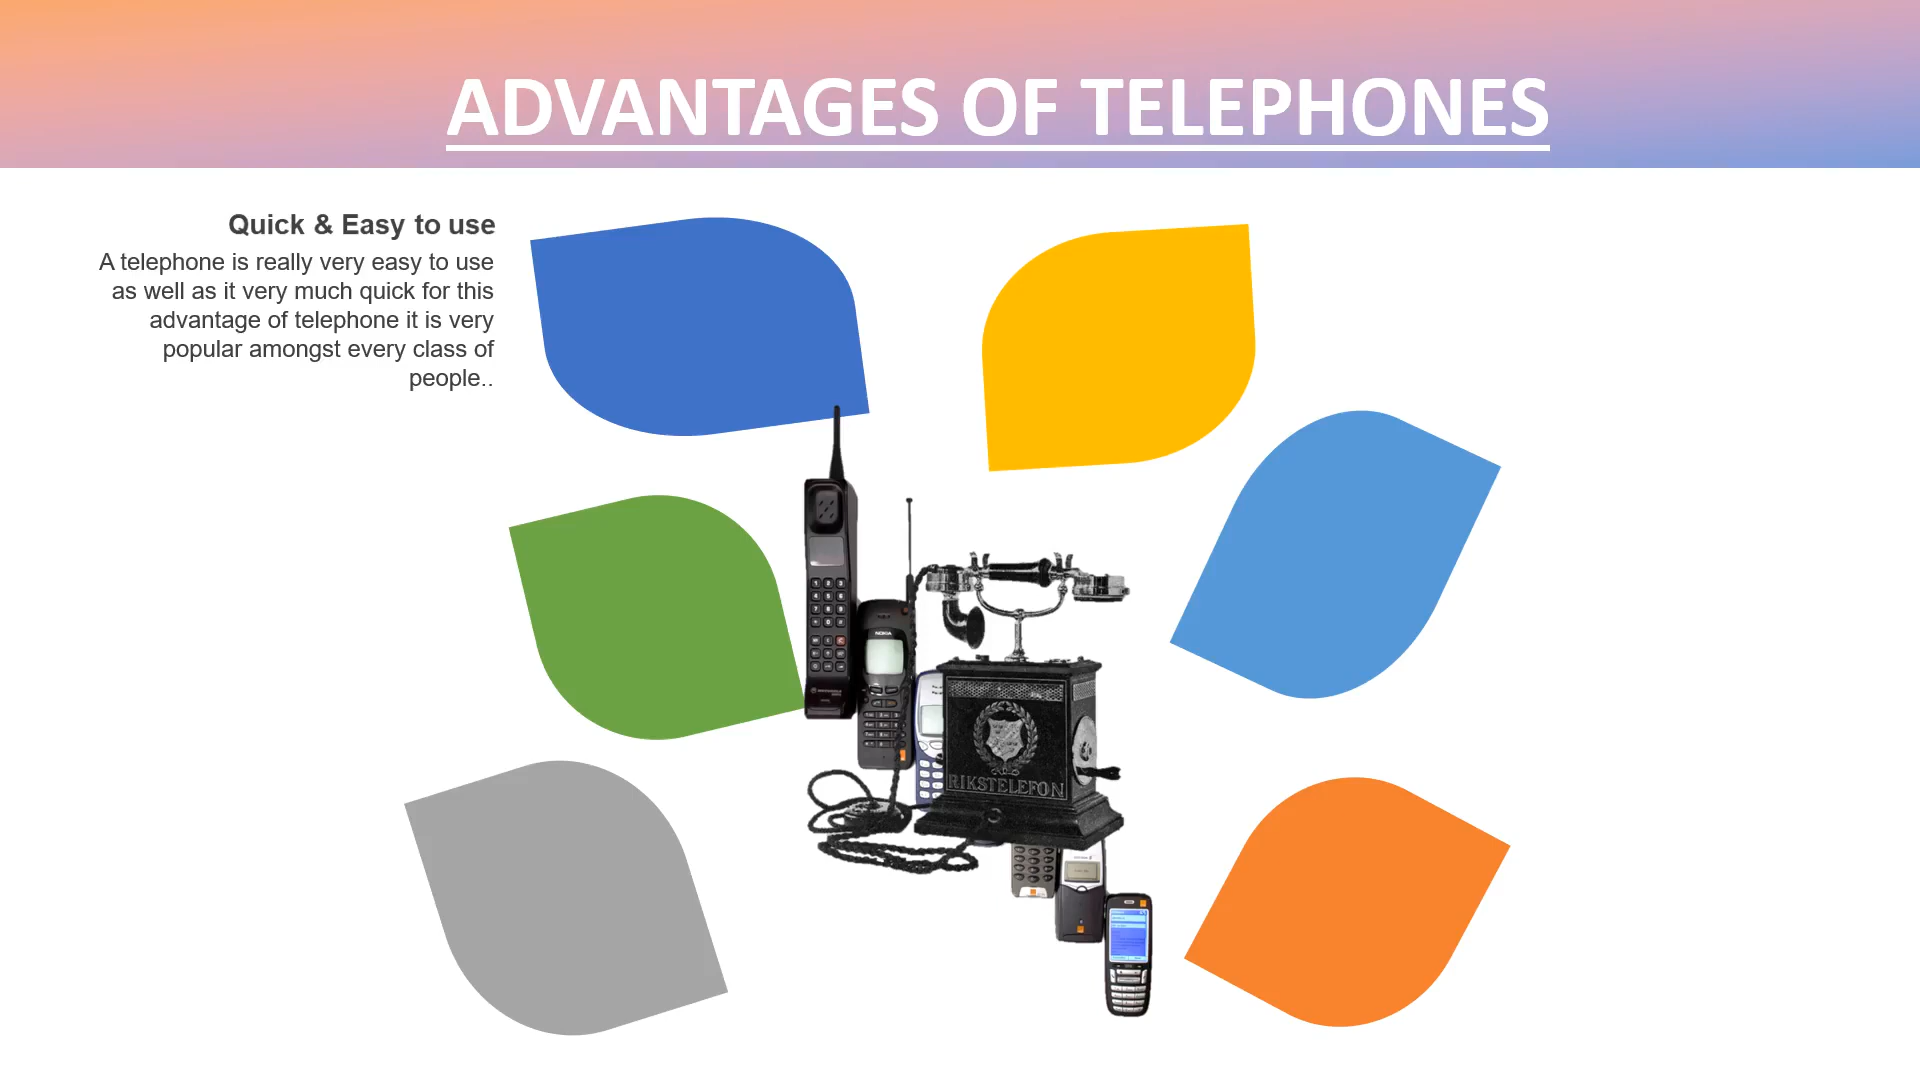 ADVANTAGES OF TELEPHONES
Quick & Easy to use
A telephone is really very easy to use
as well as it very much quick for this
advantage of telephone it is very
popular amongst every class of
people..
NOKIA
RIKSTELEFON